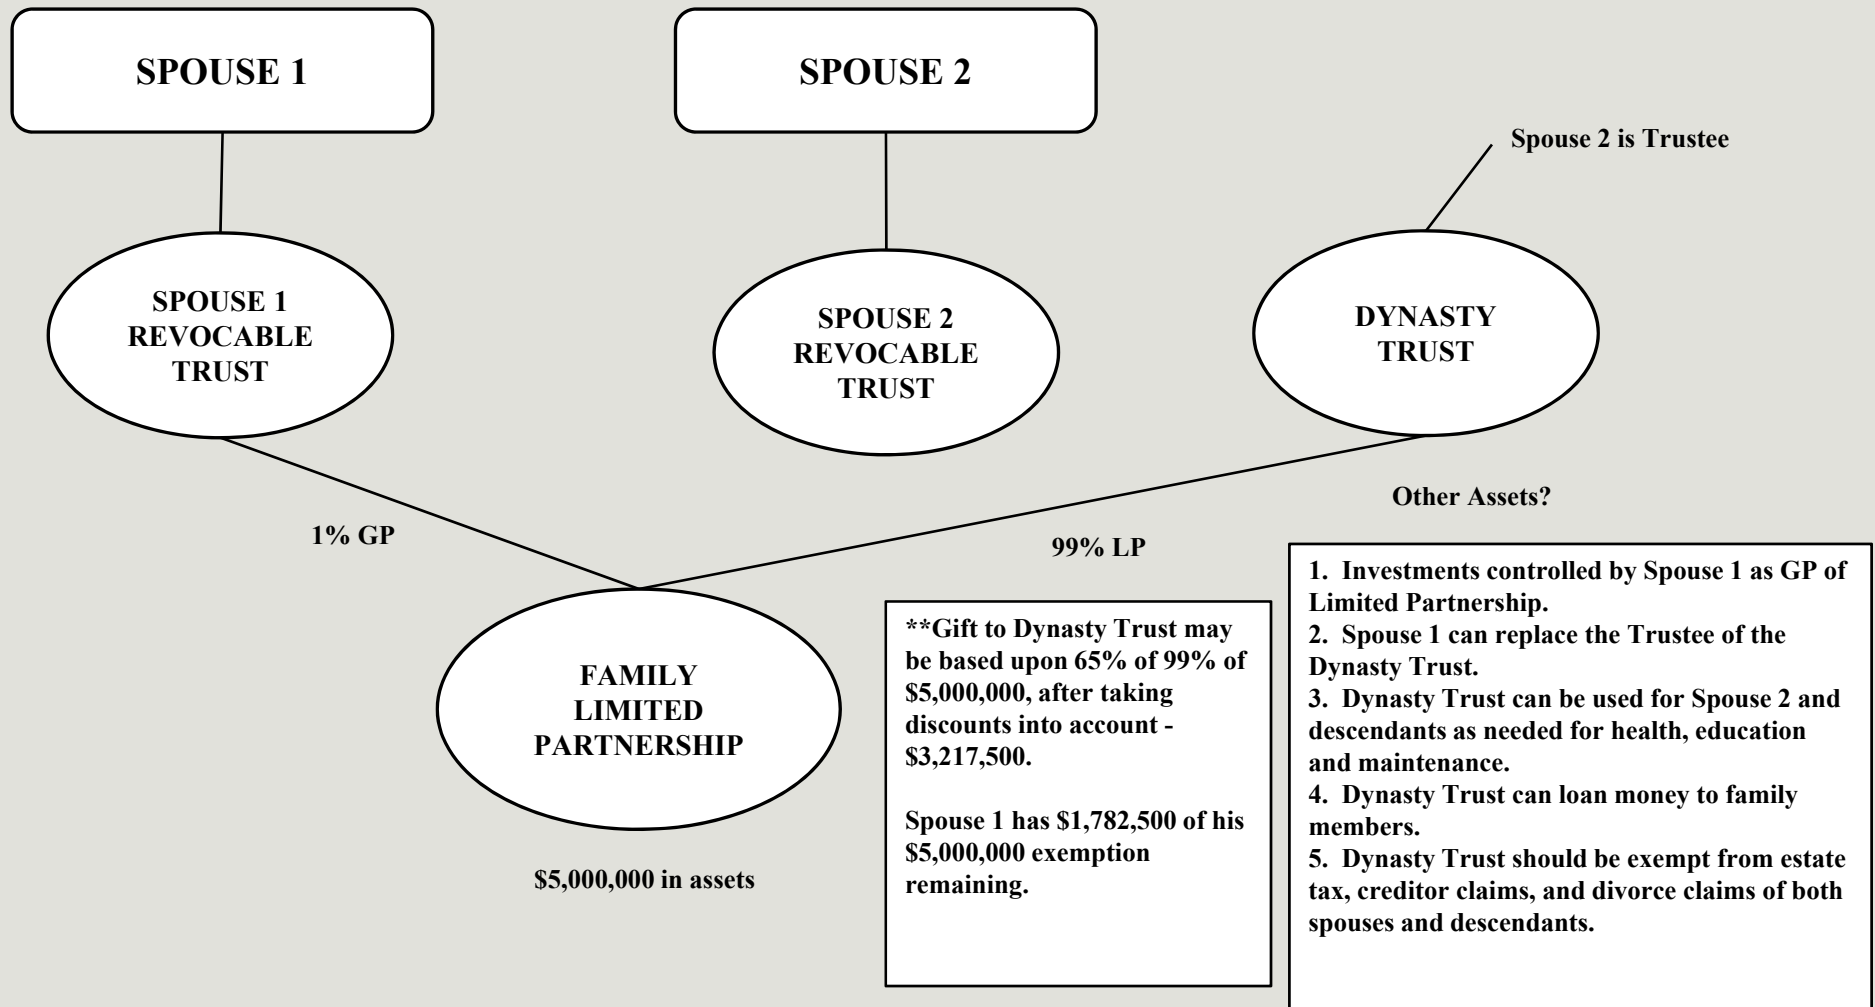 SPOUSE 1
SPOUSE 2
Spouse 2 is Trustee
SPOUSE 1
REVOCABLE
TRUST
SPOUSE 2
REVOCABLE
TRUST
DYNASTY
TRUST
Other Assets?
1% GP
99% LP
FAMILY
LIMITED
PARTNERSHIP
$5,000,000 in assets
**Gift to Dynasty Trust may
be based upon 65% of 99% of
$5,000,000, after taking
discounts into account -
$3,217,500.
Spouse 1 has $1,782,500 of his
$5,000,000 exemption
remaining.
1. Investments controlled by Spouse 1 as GP of
Limited Partnership.
2. Spouse 1 can replace the Trustee of the
Dynasty Trust.
3. Dynasty Trust can be used for Spouse 2 and
descendants as needed for health, education
and maintenance.
4. Dynasty Trust can loan money to family
members.
5. Dynasty Trust should be exempt from estate
tax, creditor claims, and divorce claims of both
spouses and descendants.